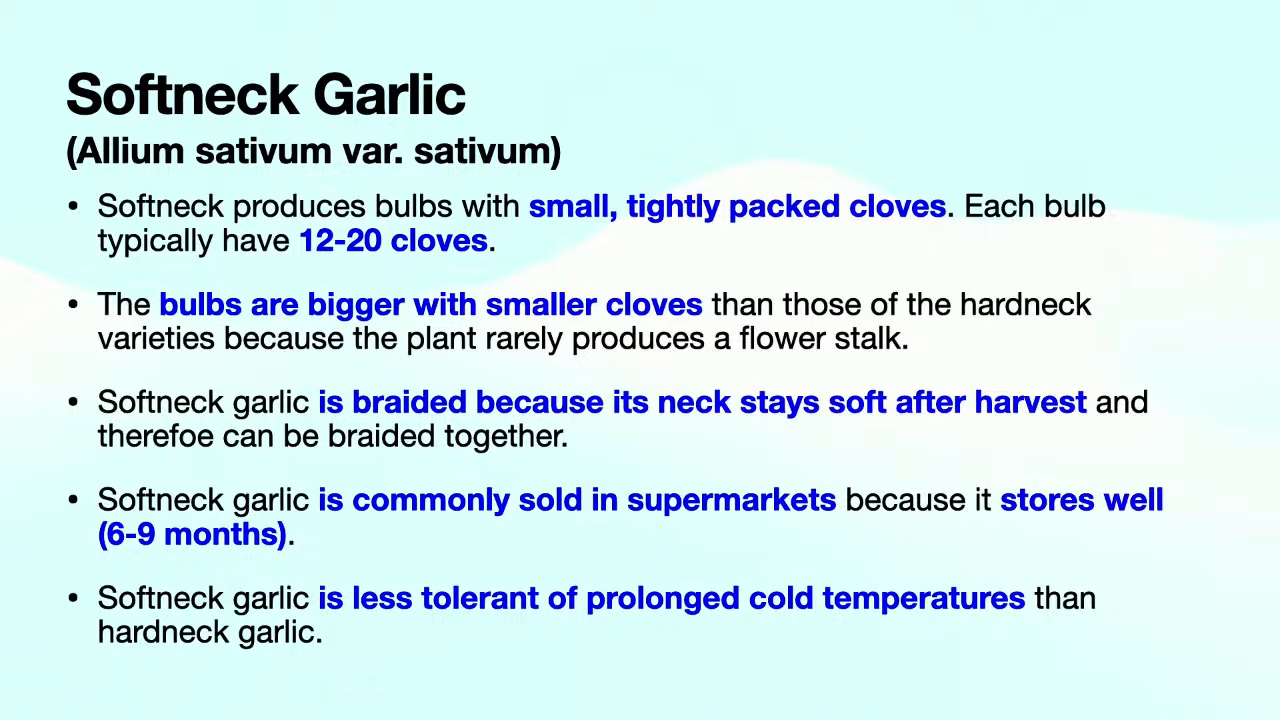 Softneck Garlic
(Allium sativum var. sativum)
• Softneck produces bulbs with small, tightly packed cloves. Each bulb
typically have 12-20 cloves.
• The bulbs are bigger with smaller cloves than those of the hardneck
varieties because the plant rarely produces a flower stalk.
• Softneck garlic is braided because its neck stays soft after harvest and
therefoe can be braided together.
• Softneck garlic is commonly sold in supermarkets because it stores well
(6-9 months).
• Softneck garlic is less tolerant of prolonged cold temperatures than
hardneck garlic.